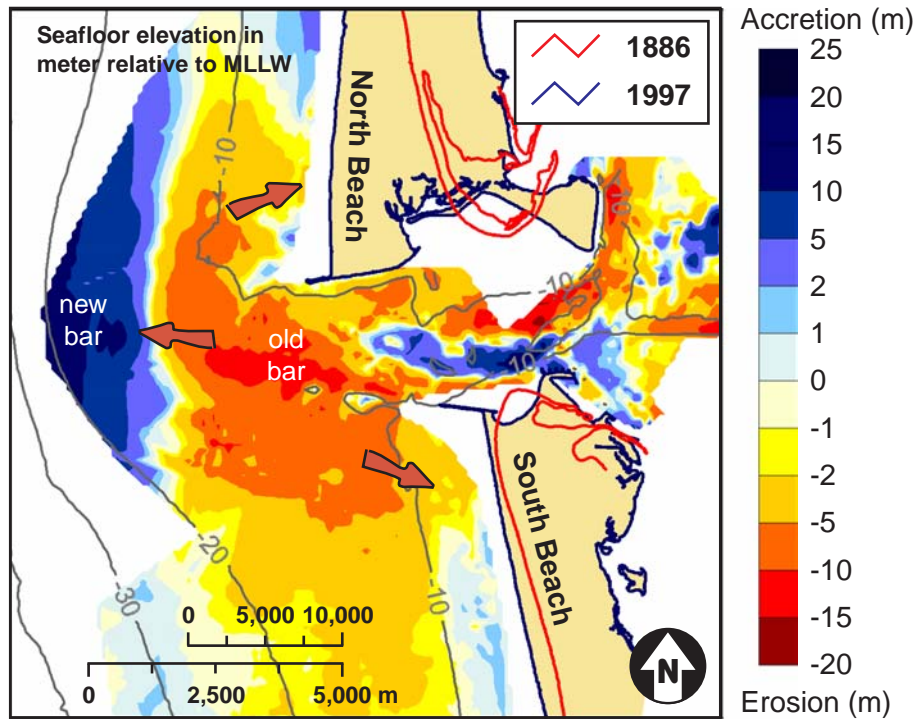 Seafloor elevation in
meter relative to MLLW
1886
1997
North Beach
-10
-10
-10
10
new
bar
old
bar
South Beach
-20
-30
-10
0 5,000 10,000
0 2,500 5,000 m
N
Accretion (m)
25
20
15
10
5
2
1
0
-1
-2
-5
-10
-15
-20
Erosion (m)